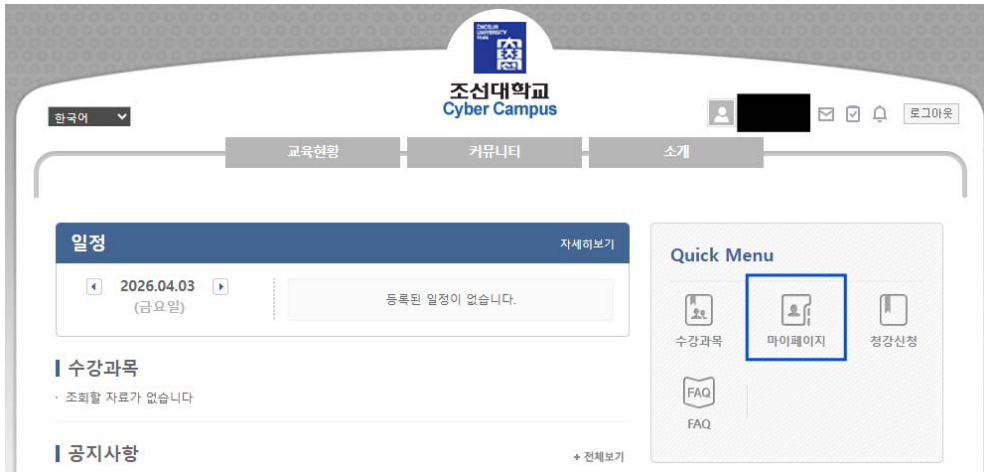 CHOSUN
UNIVERSITY
1946
조선대학교
Cyber Campus
한국어
로그아웃
교육현황
커뮤니티
소개
일정
자세히보기
2026.04.03
(금요일)
등록된 일정이 없습니다.
수강과목
· 조회할 자료가 없습니다
공지사항
+ 전체보기
Quick Menu
수강과목
마이페이지
청강신청
FAQ
FAQ